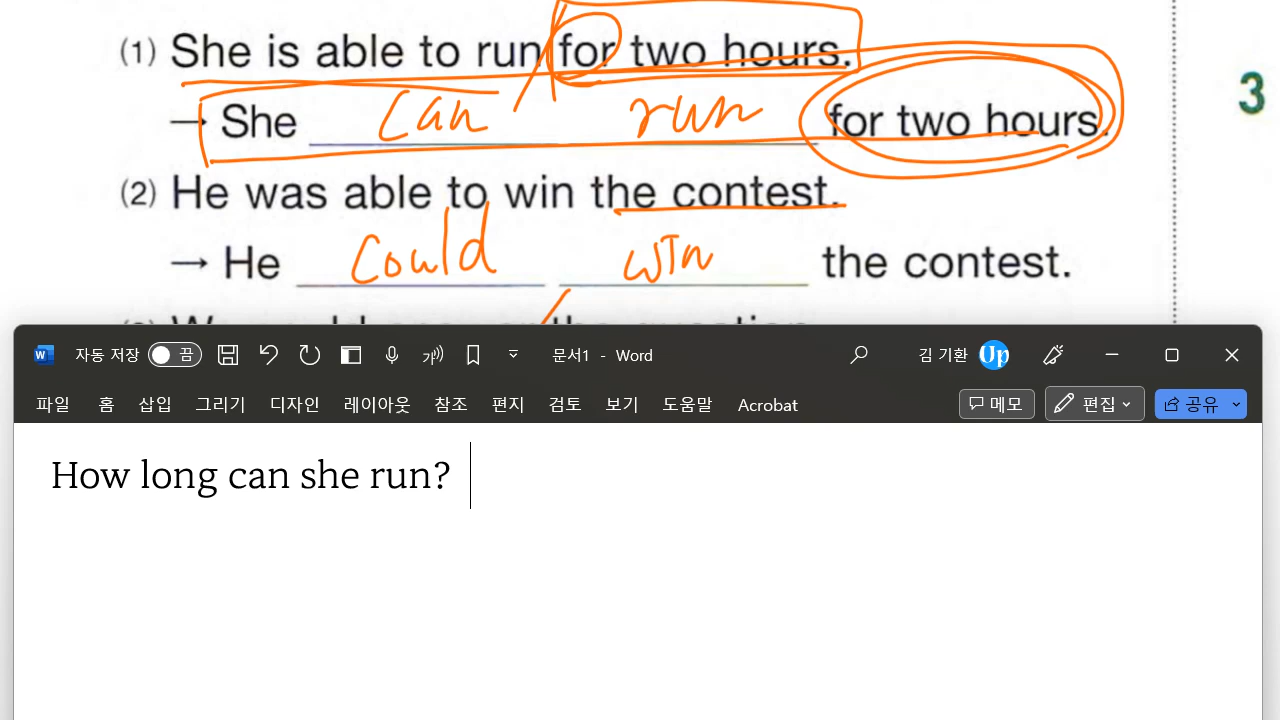 (1) She is able to run for two hours.
→ She can run for two hours.
3
(2) He was able to win the contest.
→ He could win the contest.
자동 저장 끔 가)) 문서1 - Word 김 기환 Up
파일 홈 삽입 그리기 디자인 레이아웃 참조 편지 검토 보기 도움말 Acrobat 메모 편집 공유
How long can she run?